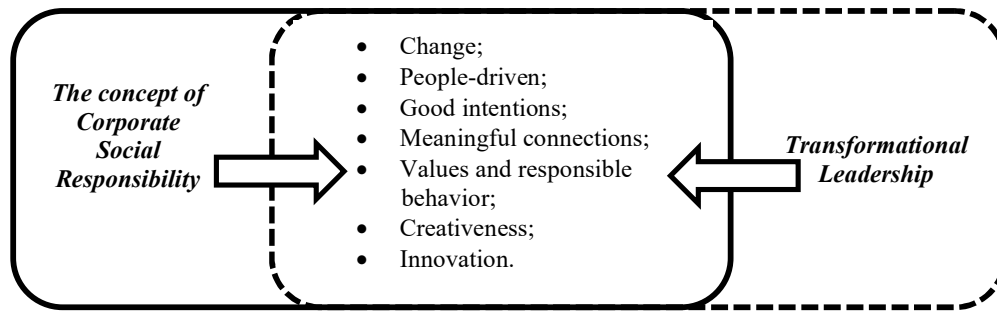 The concept of
Corporate
Social
Responsibility
• Change;
• People-driven;
• Good intentions;
• Meaningful connections;
• Values and responsible
behavior;
• Creativeness;
• Innovation.
Transformational
Leadership